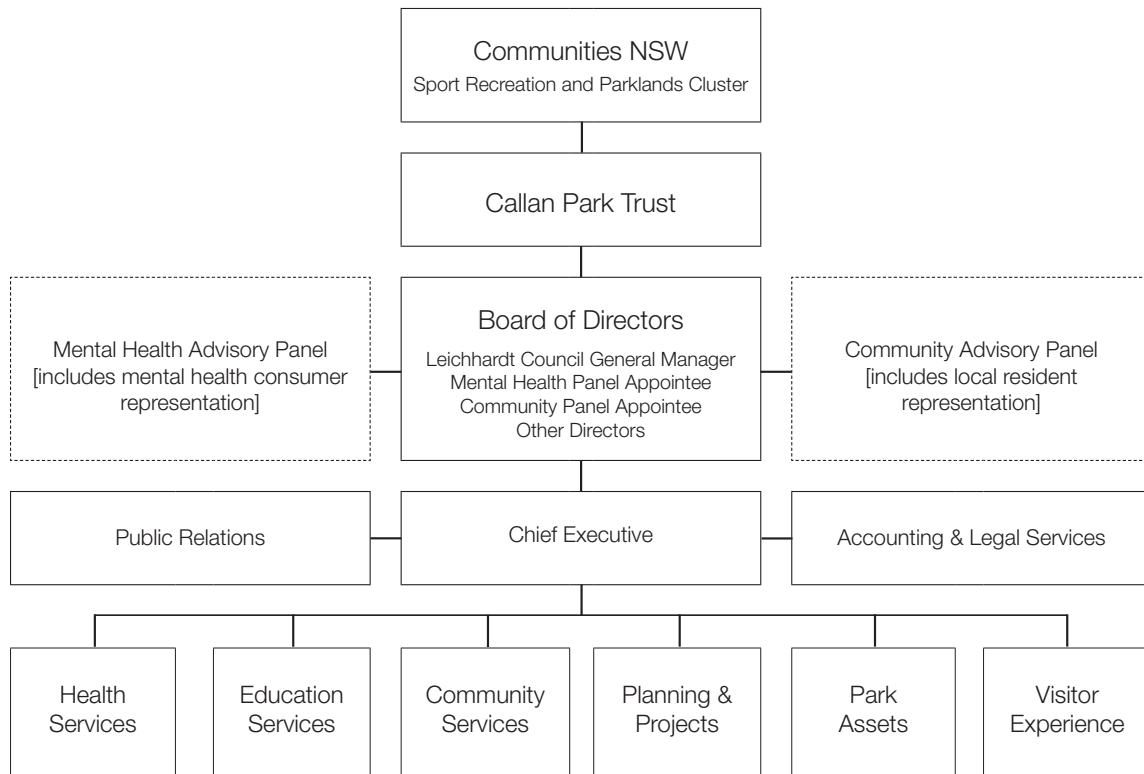 Communities NSW
Sport Recreation and Parklands Cluster
Callan Park Trust
Mental Health Advisory Panel
[includes mental health consumer
representation]
Board of Directors
Leichhardt Council General Manager
Mental Health Panel Appointee
Community Panel Appointee
Other Directors
Community Advisory Panel
[includes local resident
representation]
Public Relations
Chief Executive
Accounting & Legal Services
Health
Services
Education
Services
Community
Services
Planning &
Projects
Park
Assets
Visitor
Experience